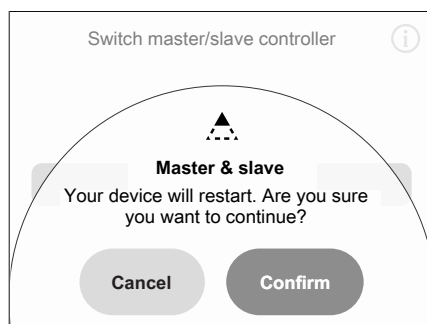 Switch master/slave controller
i
Master & slave
Your device will restart. Are you sure
you want to continue?
Cancel
Confirm